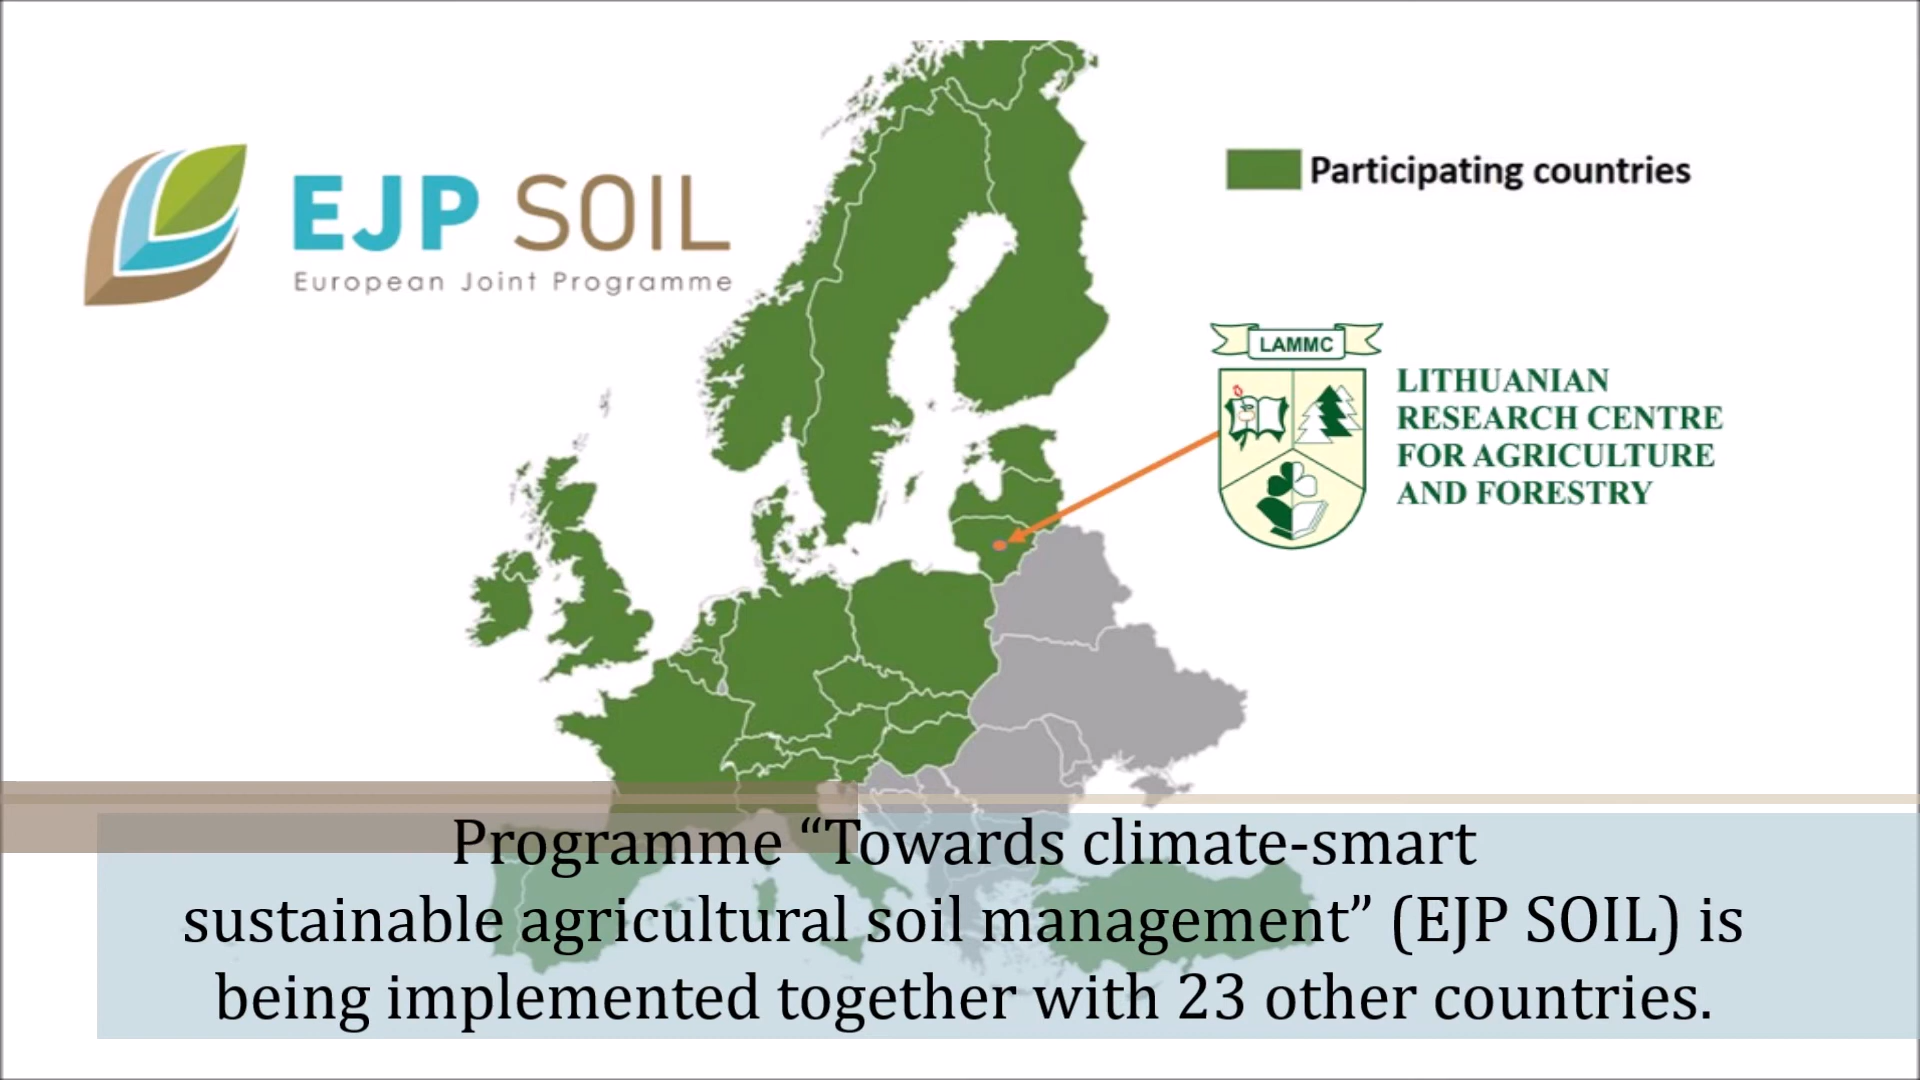 EJP SOIL
European Joint Programme
Participating countries
LAMMC
LITHUANIAN
RESEARCH CENTRE
FOR AGRICULTURE
AND FORESTRY
Programme “Towards climate-smart
sustainable agricultural soil management” (EJP SOIL) is
being implemented together with 23 other countries.